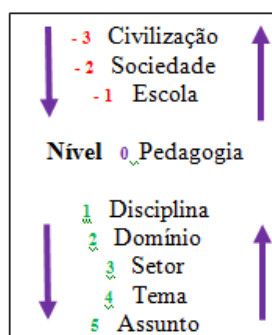 - 3 Civilização
- 2 Sociedade
- 1 Escola
Nível 0 Pedagogia
1 Disciplina
2 Domínio
3 Setor
4 Tema
5 Assunto